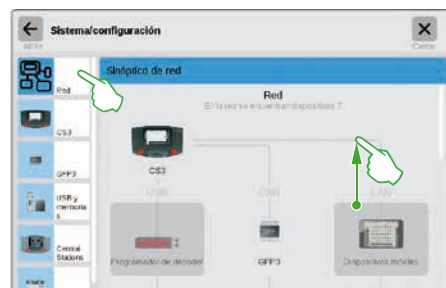 Sistema/configuración
atrás
Cerrar
Red
Sinóptico de red
Red
En la red se encuentran dispositivos 7
CS3
CS3
GFP3
USB
CAN
LAN
USB y
memoria
s
Programador de decoder
GFP3
Dispositivos móviles
Central
Stations